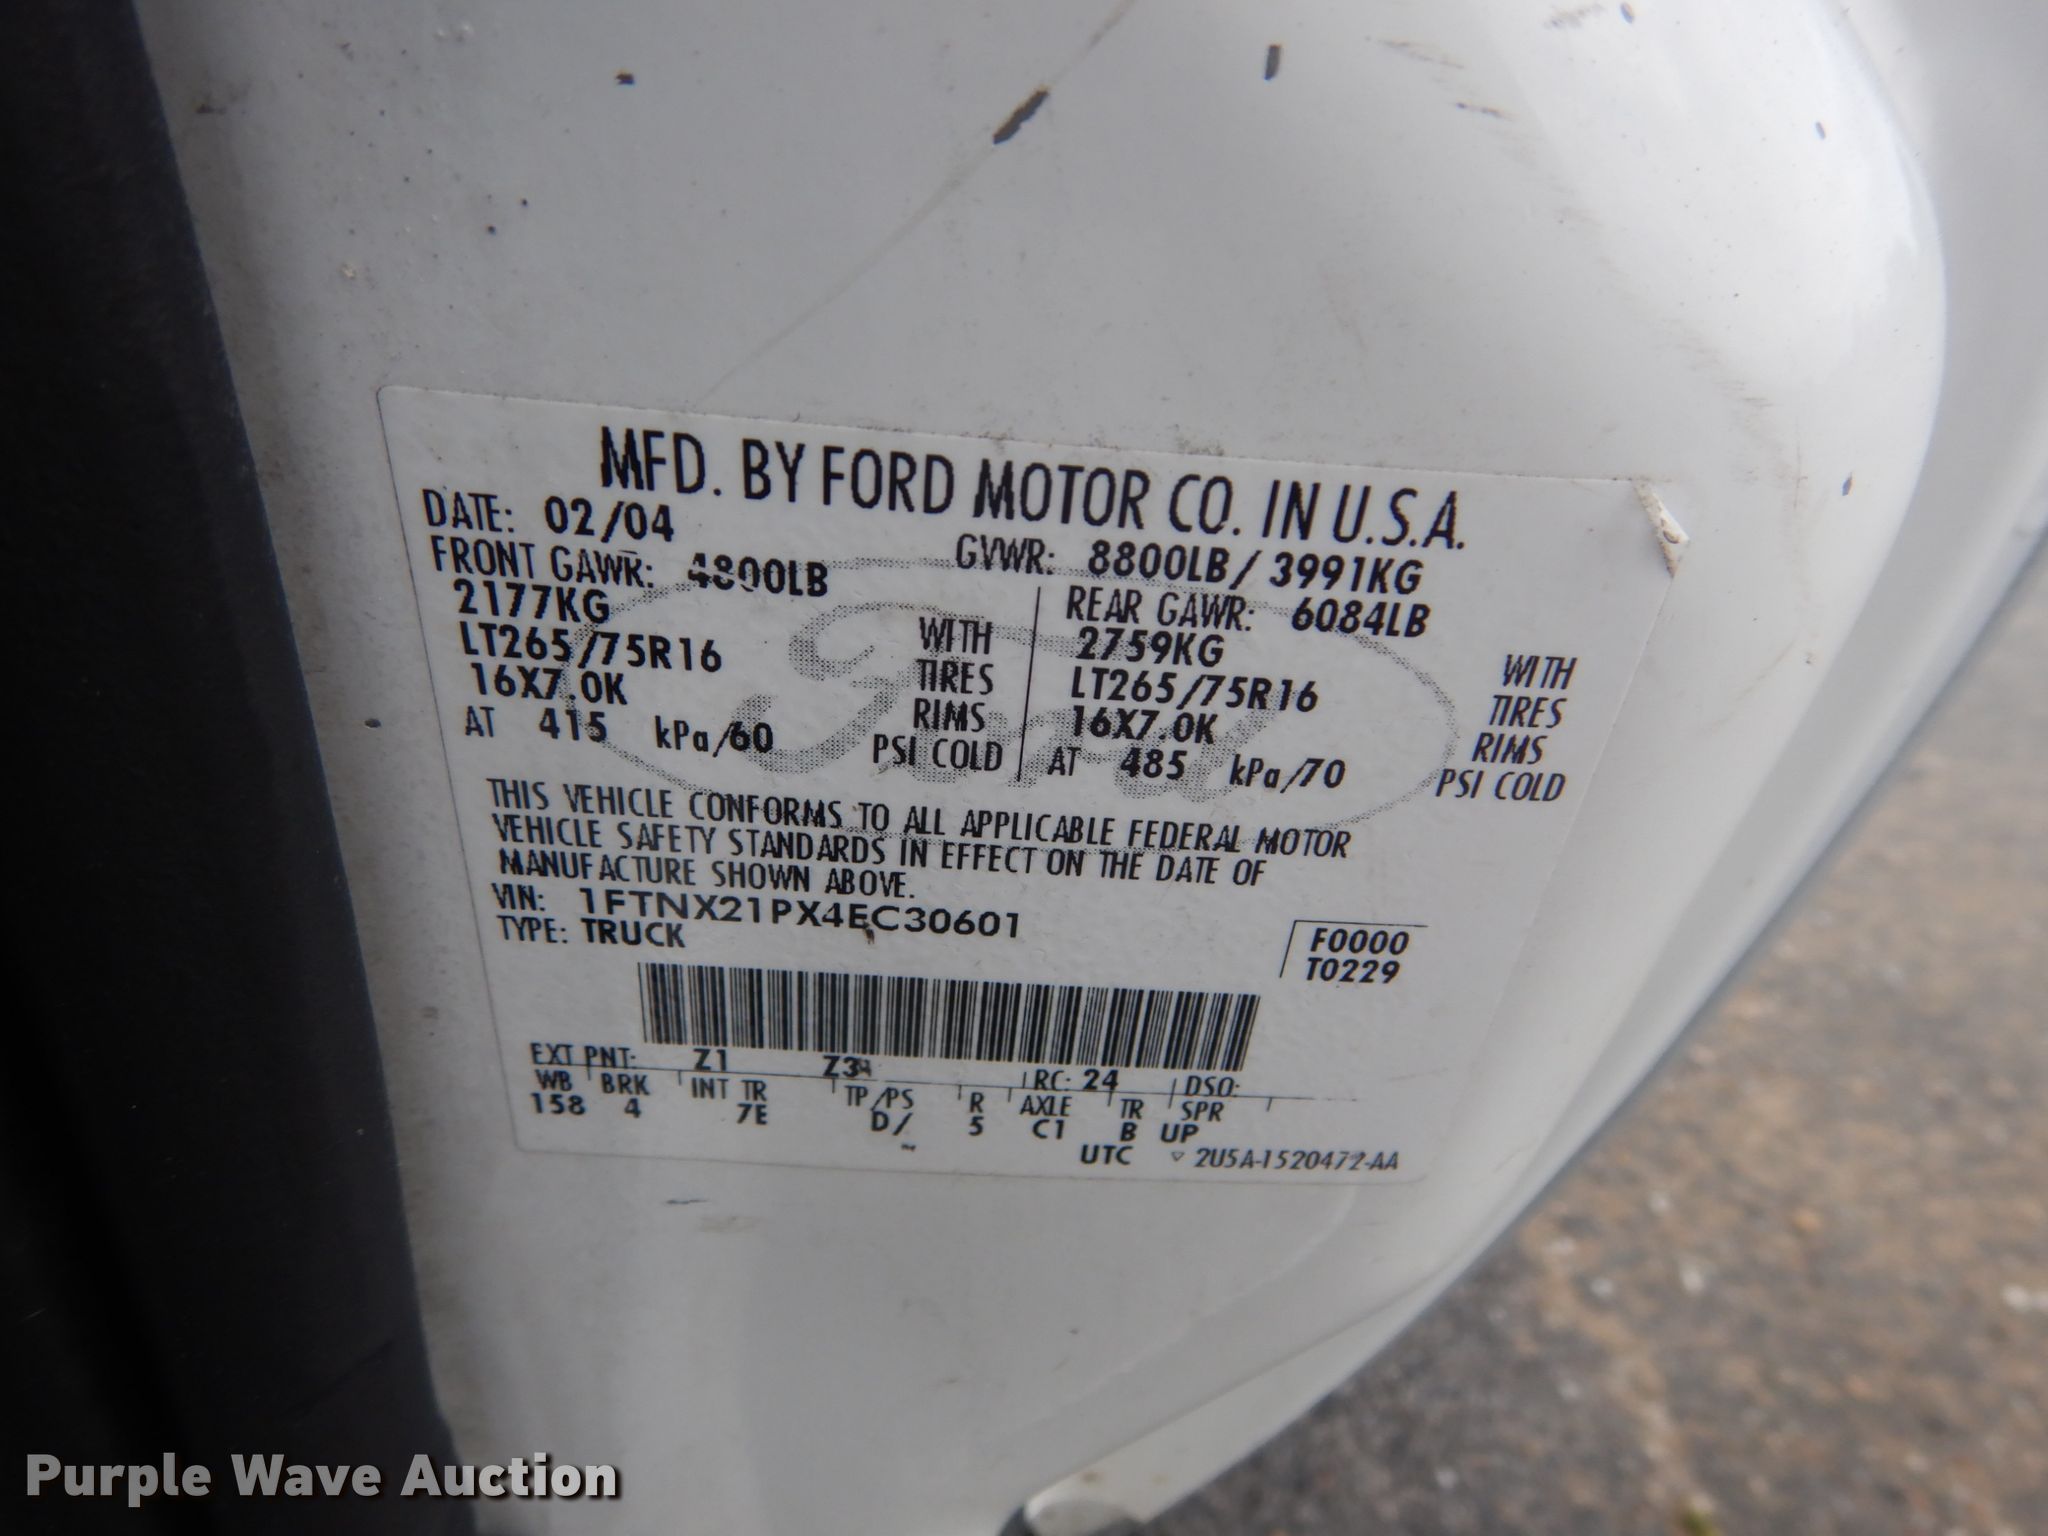 MFD. BY FORD MOTOR CO. IN U.S.A.
DATE: 02/04 GVWR: 8800LB / 3991KG
FRONT GAWR: 4800LB REAR GAWR: 6084LB
2177KG WITH 2759KG WITH
LT265/75R16 TIRES LT265/75R16 TIRES
16X7.0K RIMS 16X7.0K RIMS
AT 415 kPa/60 PSI COLD AT 485 kPa/70 PSI COLD
THIS VEHICLE CONFORMS TO ALL APPLICABLE FEDERAL MOTOR
VEHICLE SAFETY STANDARDS IN EFFECT ON THE DATE OF
MANUFACTURE SHOWN ABOVE.
VIN: 1FTNX21PX4EC30601
TYPE: TRUCK
F0000
T0229
EXT PNT: Z1 Z3 RC: 24 DSO:
WB BRK INT TR TP/PS R AXLE TR SPR
158 4 7E D/ 5 C1 B UP
UTC ▽ 2U5A-1520472-AA
Ford
Purple Wave Auction